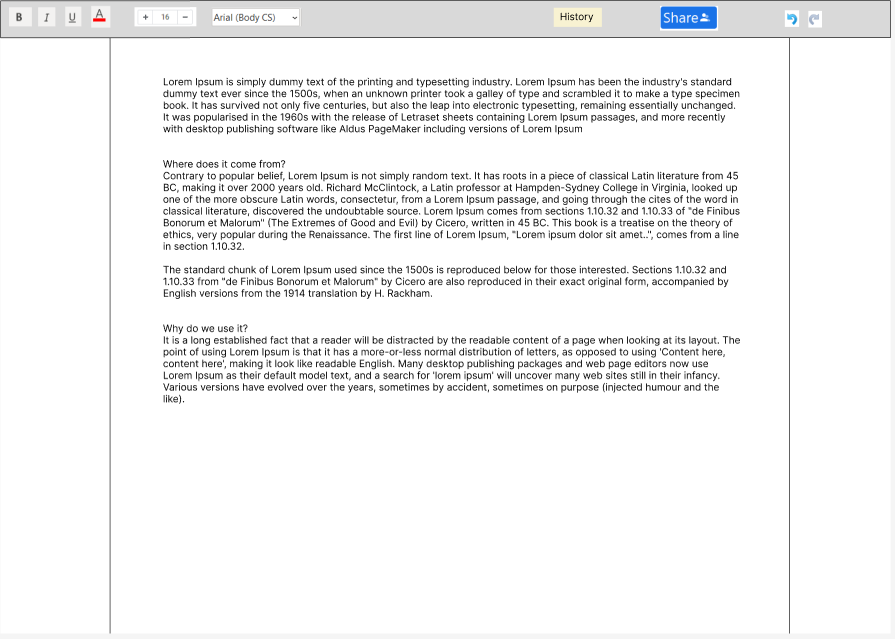 B I U A + 16 − Arial (Body CS) History Share
Lorem Ipsum is simply dummy text of the printing and typesetting industry. Lorem Ipsum has been the industry's standard
dummy text ever since the 1500s, when an unknown printer took a galley of type and scrambled it to make a type specimen
book. It has survived not only five centuries, but also the leap into electronic typesetting, remaining essentially unchanged.
It was popularised in the 1960s with the release of Letraset sheets containing Lorem Ipsum passages, and more recently
with desktop publishing software like Aldus PageMaker including versions of Lorem Ipsum
Where does it come from?
Contrary to popular belief, Lorem Ipsum is not simply random text. It has roots in a piece of classical Latin literature from 45
BC, making it over 2000 years old. Richard McClintock, a Latin professor at Hampden-Sydney College in Virginia, looked up
one of the more obscure Latin words, consectetur, from a Lorem Ipsum passage, and going through the cites of the word in
classical literature, discovered the undoubtable source. Lorem Ipsum comes from sections 1.10.32 and 1.10.33 of "de Finibus
Bonorum et Malorum" (The Extremes of Good and Evil) by Cicero, written in 45 BC. This book is a treatise on the theory of
ethics, very popular during the Renaissance. The first line of Lorem Ipsum, "Lorem ipsum dolor sit amet..", comes from a line
in section 1.10.32.
The standard chunk of Lorem Ipsum used since the 1500s is reproduced below for those interested. Sections 1.10.32 and
1.10.33 from "de Finibus Bonorum et Malorum" by Cicero are also reproduced in their exact original form, accompanied by
English versions from the 1914 translation by H. Rackham.
Why do we use it?
It is a long established fact that a reader will be distracted by the readable content of a page when looking at its layout. The
point of using Lorem Ipsum is that it has a more-or-less normal distribution of letters, as opposed to using 'Content here,
content here', making it look like readable English. Many desktop publishing packages and web page editors now use
Lorem Ipsum as their default model text, and a search for 'lorem ipsum' will uncover many web sites still in their infancy.
Various versions have evolved over the years, sometimes by accident, sometimes on purpose (injected humour and the
like).